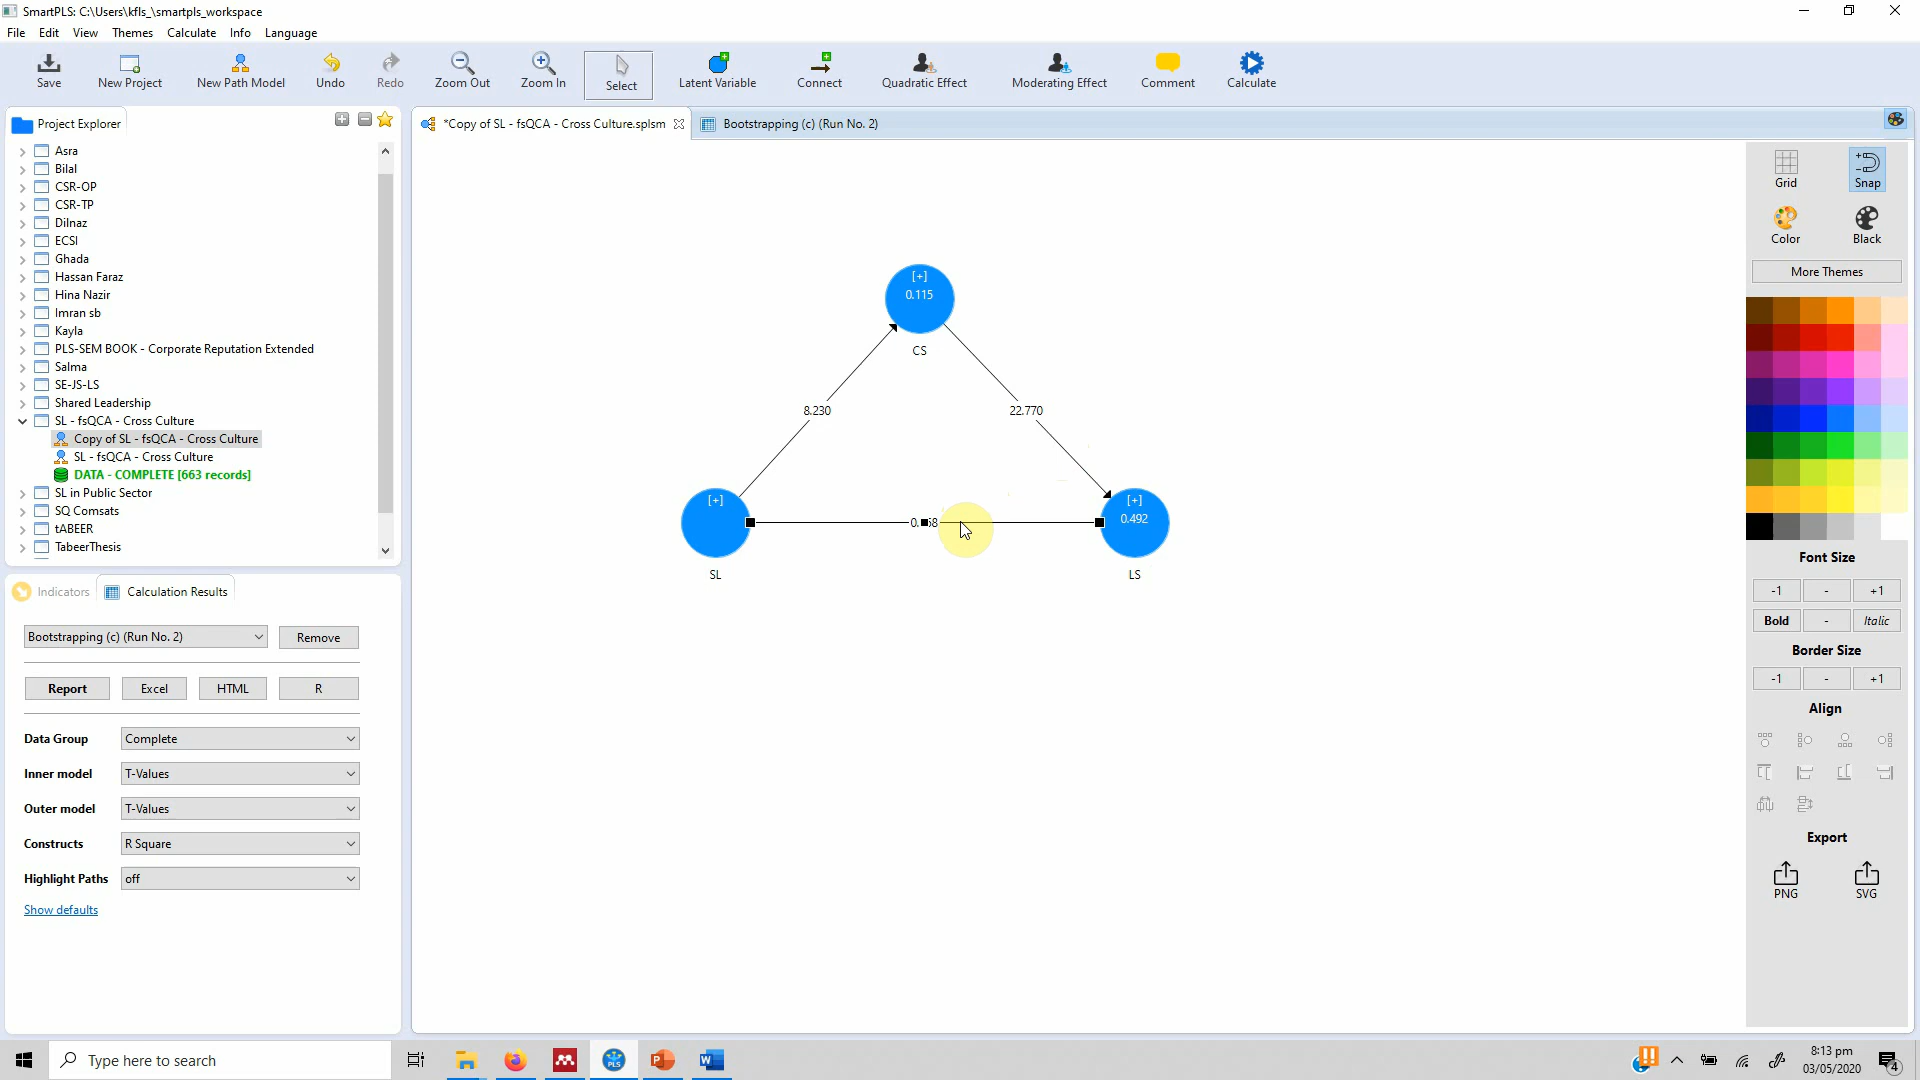 SmartPLS: C:\Users\kfls_\smartpls_workspace
File Edit View Themes Calculate Info Language
Save New Project New Path Model Undo Redo Zoom Out Zoom In Select Latent Variable Connect Quadratic Effect Moderating Effect Comment Calculate
Project Explorer
Asra
Bilal
CSR-OP
CSR-TP
Dilnaz
ECSI
Ghada
Hassan Faraz
Hina Nazir
Imran sb
Kayla
PLS-SEM BOOK - Corporate Reputation Extended
Salma
SE-JS-LS
Shared Leadership
SL - fsQCA - Cross Culture
Copy of SL - fsQCA - Cross Culture
SL - fsQCA - Cross Culture
DATA - COMPLETE [663 records]
SL in Public Sector
SQ Comsats
tABEER
TabeerThesis
Indicators Calculation Results
Bootstrapping (c) (Run No. 2) Remove
Report Excel HTML R
Data Group Complete
Inner model T-Values
Outer model T-Values
Constructs R Square
Highlight Paths off
Show defaults
*Copy of SL - fsQCA - Cross Culture.splsm Bootstrapping (c) (Run No. 2)
[+]
0.115
CS
8.230 22.770
[+] [+]
0.492
SL LS
Grid Snap
Color Black
More Themes
Font Size
-1 - +1
Bold - Italic
Border Size
-1 - +1
Align
Export
PNG SVG
Type here to search
PLS
8:13 pm
03/05/2020
4